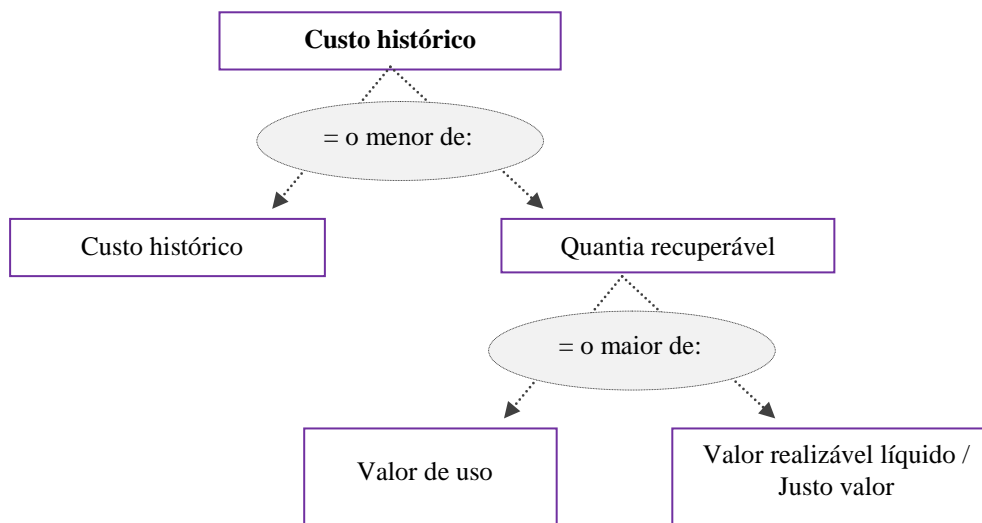 Custo histórico
= o menor de:
Custo histórico
Quantia recuperável
= o maior de:
Valor de uso
Valor realizável líquido /
Justo valor